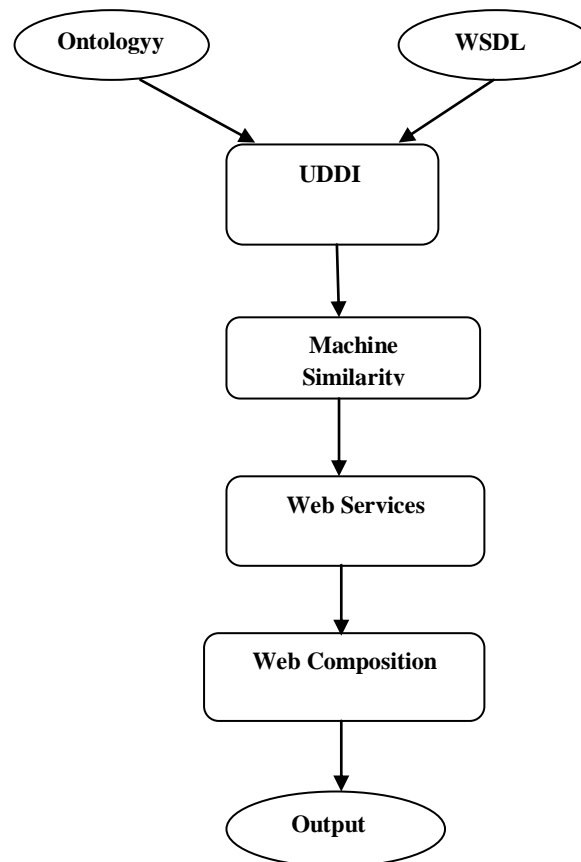 Ontologyy
WSDL
UDDI
Machine
Similarity
Web Services
Web Composition
Output